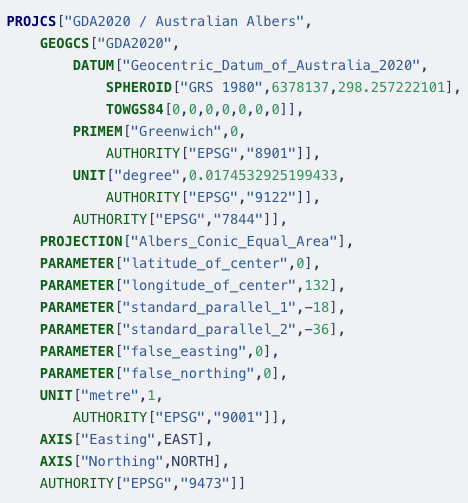 PROJCS["GDA2020 / Australian Albers",
    GEOGCS["GDA2020",
        DATUM["Geocentric_Datum_of_Australia_2020",
            SPHEROID["GRS 1980",6378137,298.257222101],
            TOWGS84[0,0,0,0,0,0,0]],
        PRIMEM["Greenwich",0,
            AUTHORITY["EPSG","8901"]],
        UNIT["degree",0.0174532925199433,
            AUTHORITY["EPSG","9122"]],
        AUTHORITY["EPSG","7844"]],
    PROJECTION["Albers_Conic_Equal_Area"],
    PARAMETER["latitude_of_center",0],
    PARAMETER["longitude_of_center",132],
    PARAMETER["standard_parallel_1",-18],
    PARAMETER["standard_parallel_2",-36],
    PARAMETER["false_easting",0],
    PARAMETER["false_northing",0],
    UNIT["metre",1,
        AUTHORITY["EPSG","9001"]],
    AXIS["Easting",EAST],
    AXIS["Northing",NORTH],
    AUTHORITY["EPSG","9473"]]